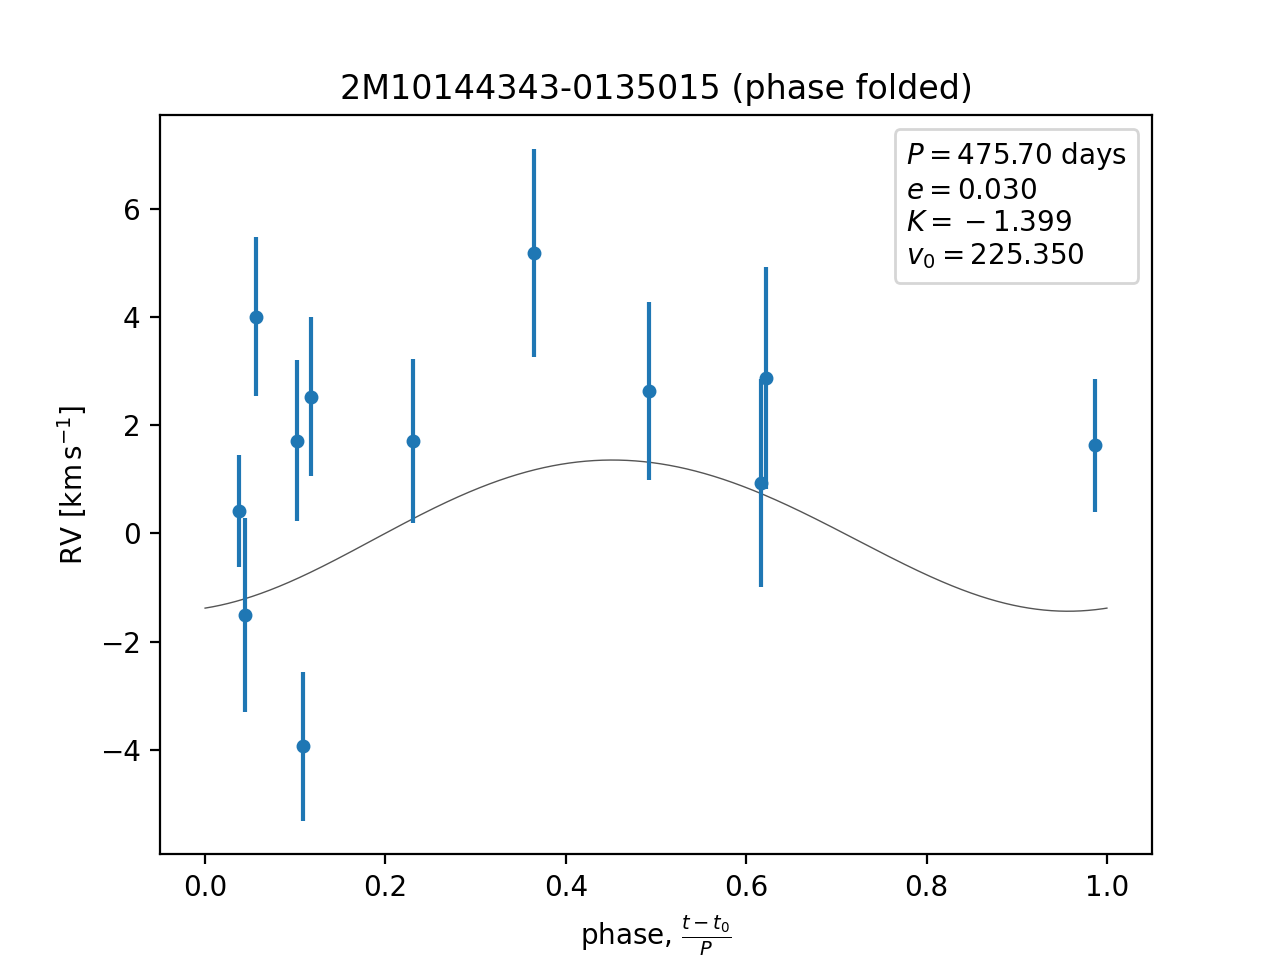 2M10144343-0135015 (phase folded)
P = 475.70 days
e = 0.030
K = −1.399
v₀ = 225.350
RV [km s⁻¹]
6
4
2
0
−2
−4
0.0 0.2 0.4 0.6 0.8 1.0
phase, (t − t₀)/P